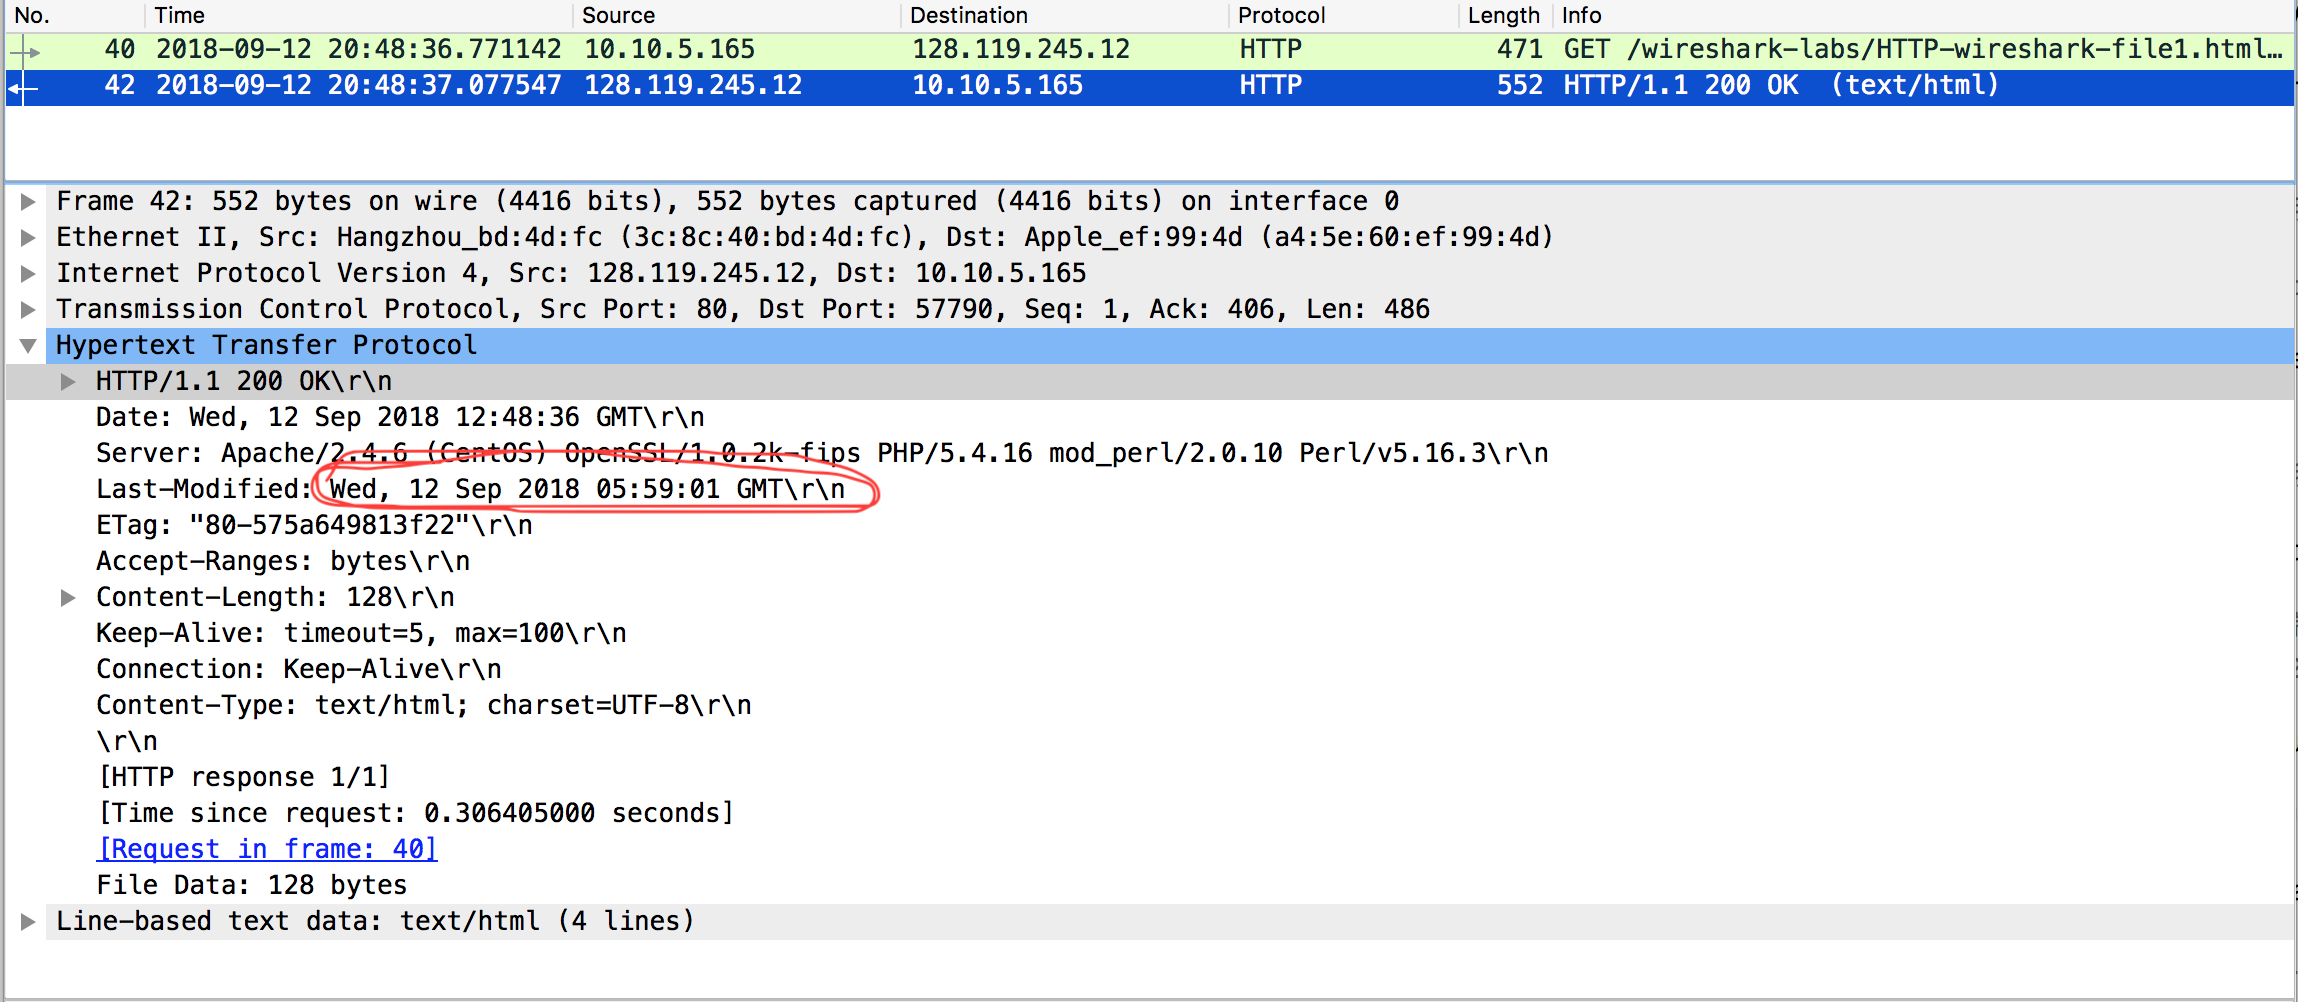 No. Time Source Destination Protocol Length Info
40 2018-09-12 20:48:36.771142 10.10.5.165 128.119.245.12 HTTP 471 GET /wireshark-labs/HTTP-wireshark-file1.html…
42 2018-09-12 20:48:37.077547 128.119.245.12 10.10.5.165 HTTP 552 HTTP/1.1 200 OK  (text/html)
Frame 42: 552 bytes on wire (4416 bits), 552 bytes captured (4416 bits) on interface 0
Ethernet II, Src: Hangzhou_bd:4d:fc (3c:8c:40:bd:4d:fc), Dst: Apple_ef:99:4d (a4:5e:60:ef:99:4d)
Internet Protocol Version 4, Src: 128.119.245.12, Dst: 10.10.5.165
Transmission Control Protocol, Src Port: 80, Dst Port: 57790, Seq: 1, Ack: 406, Len: 486
Hypertext Transfer Protocol
HTTP/1.1 200 OK\r\n
Date: Wed, 12 Sep 2018 12:48:36 GMT\r\n
Server: Apache/2.4.6 (CentOS) OpenSSL/1.0.2k-fips PHP/5.4.16 mod_perl/2.0.10 Perl/v5.16.3\r\n
Last-Modified: Wed, 12 Sep 2018 05:59:01 GMT\r\n
ETag: "80-575a649813f22"\r\n
Accept-Ranges: bytes\r\n
Content-Length: 128\r\n
Keep-Alive: timeout=5, max=100\r\n
Connection: Keep-Alive\r\n
Content-Type: text/html; charset=UTF-8\r\n
\r\n
[HTTP response 1/1]
[Time since request: 0.306405000 seconds]
[Request in frame: 40]
File Data: 128 bytes
Line-based text data: text/html (4 lines)